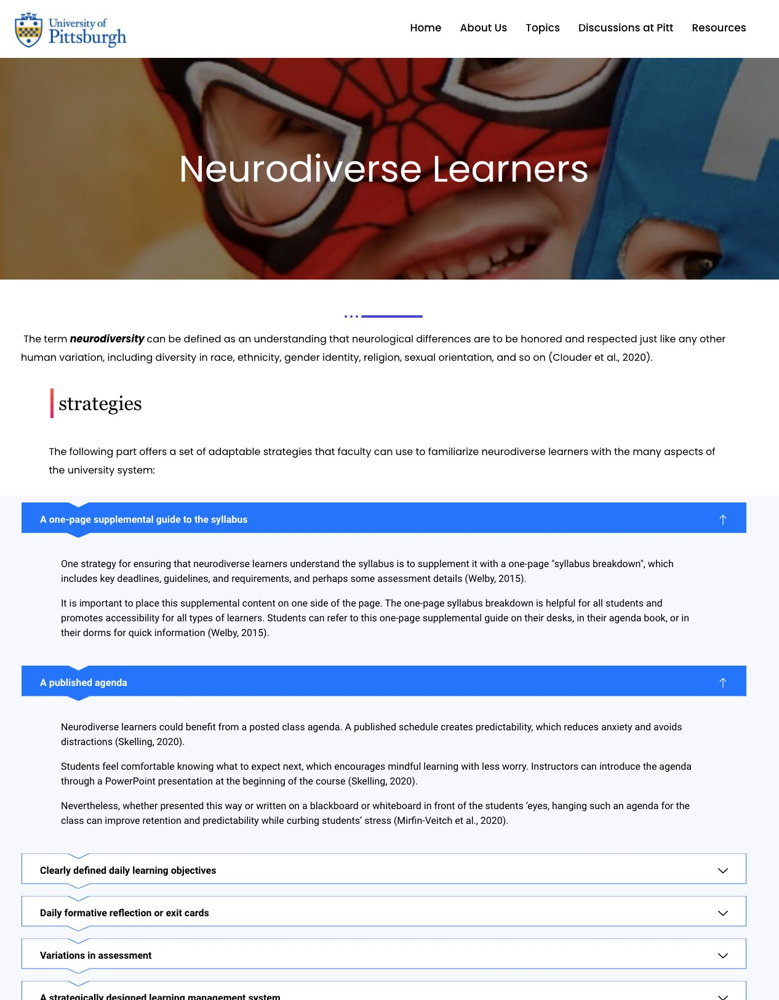 University of
Pittsburgh
Home About Us Topics Discussions at Pitt Resources
Neurodiverse Learners
The term neurodiversity can be defined as an understanding that neurological differences are to be honored and respected just like any other
human variation, including diversity in race, ethnicity, gender identity, religion, sexual orientation, and so on (Clouder et al., 2020).
strategies
The following part offers a set of adaptable strategies that faculty can use to familiarize neurodiverse learners with the many aspects of
the university system:
A one-page supplemental guide to the syllabus
One strategy for ensuring that neurodiverse learners understand the syllabus is to supplement it with a one-page "syllabus breakdown", which
includes key deadlines, guidelines, and requirements, and perhaps some assessment details (Welby, 2015).
It is important to place this supplemental content on one side of the page. The one-page syllabus breakdown is helpful for all students and
promotes accessibility for all types of learners. Students can refer to this one-page supplemental guide on their desks, in their agenda book, or in
their dorms for quick information (Welby, 2015).
A published agenda
Neurodiverse learners could benefit from a posted class agenda. A published schedule creates predictability, which reduces anxiety and avoids
distractions (Skelling, 2020).
Students feel comfortable knowing what to expect next, which encourages mindful learning with less worry. Instructors can introduce the agenda
through a PowerPoint presentation at the beginning of the course (Skelling, 2020).
Nevertheless, whether presented this way or written on a blackboard or whiteboard in front of the students ‘eyes, hanging such an agenda for the
class can improve retention and predictability while curbing students’ stress (Mirfin-Veitch et al., 2020).
Clearly defined daily learning objectives
Daily formative reflection or exit cards
Variations in assessment
A strategically designed learning management system